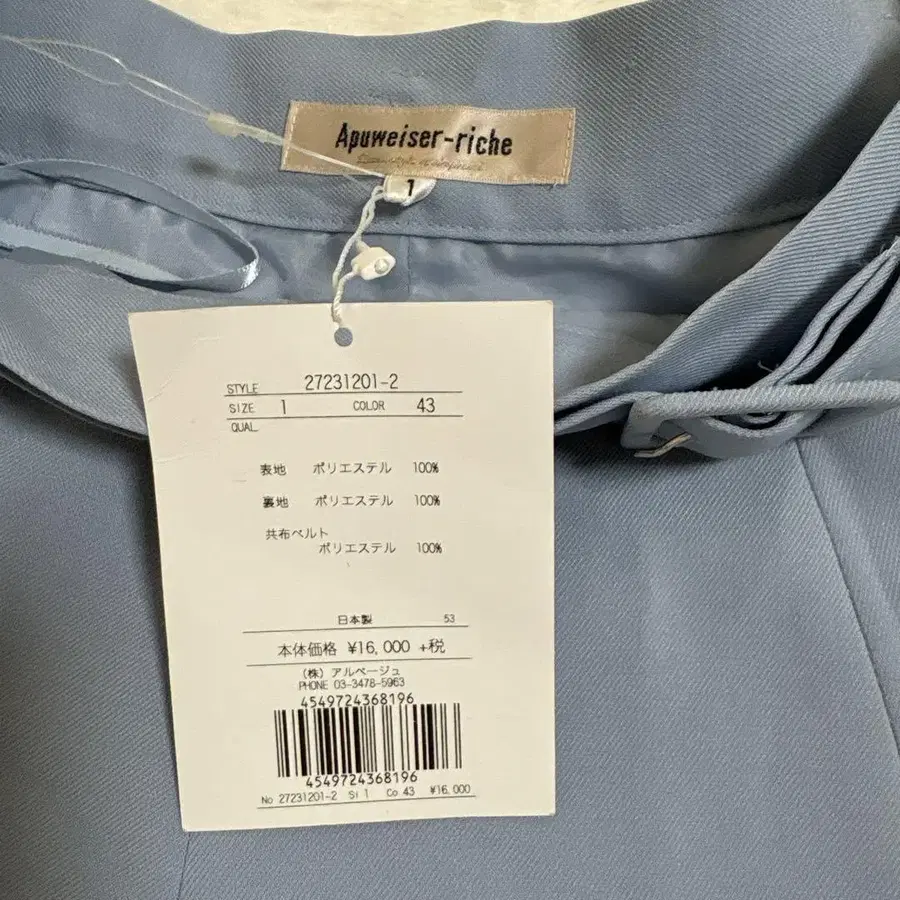 Apuweiser-riche
1
STYLE 27231201-2
SIZE 1 COLOR 43
QUAL
表地 ポリエステル 100%
裏地 ポリエステル 100%
共布ベルト
ポリエステル 100%
日本製 53
本体価格 ¥16,000 +税
(株) アルページュ
PHONE 03-3478-5963
4549724368196
4549724368196
No 27231201-2 Si 1 Co 43 ¥16,000